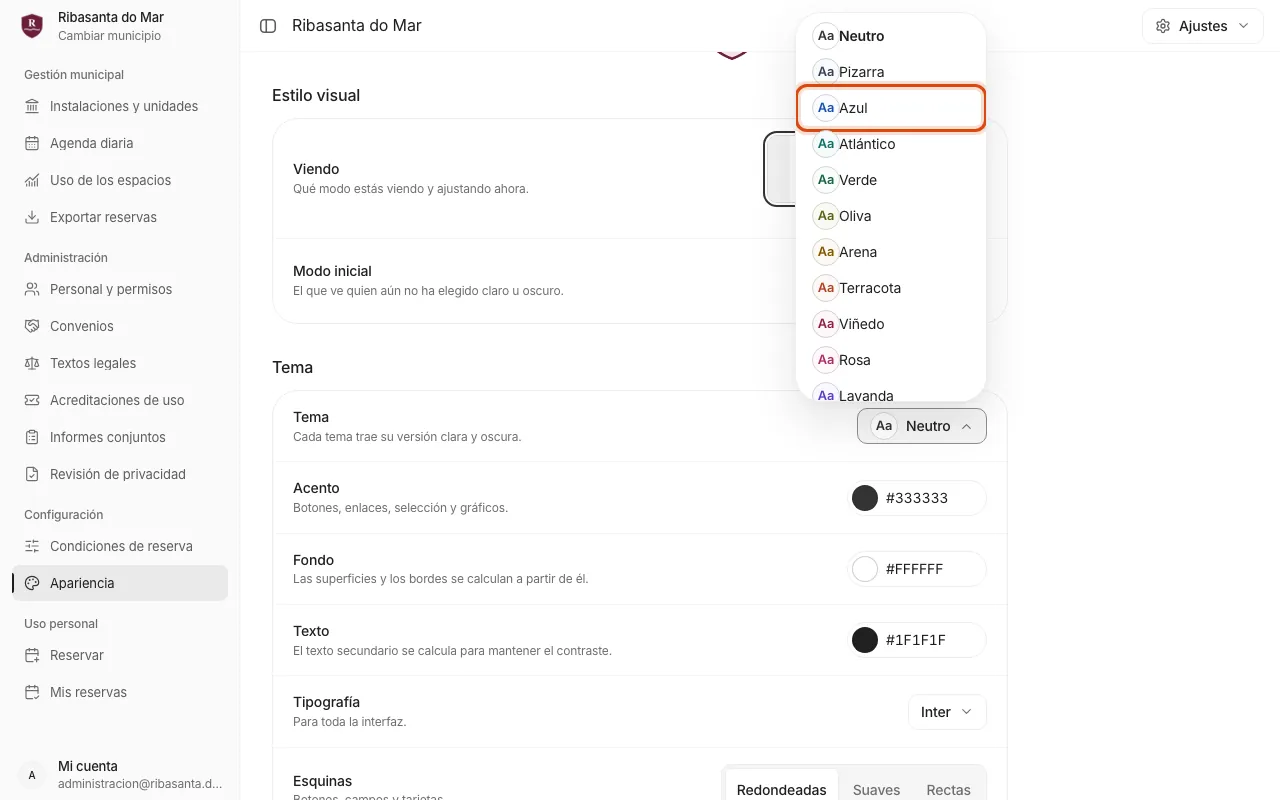 R
Ribasanta do Mar
Cambiar municipio
Gestión municipal
Instalaciones y unidades
Agenda diaria
Uso de los espacios
Exportar reservas
Administración
Personal y permisos
Convenios
Textos legales
Acreditaciones de uso
Informes conjuntos
Revisión de privacidad
Configuración
Condiciones de reserva
Apariencia
Uso personal
Reservar
Mis reservas
A
Mi cuenta
administracion@ribasanta.d...
Ribasanta do Mar
Ajustes
Estilo visual
Viendo
Qué modo estás viendo y ajustando ahora.
Modo inicial
El que ve quien aún no ha elegido claro u oscuro.
Aa Neutro
Aa Pizarra
Aa Azul
Aa Atlántico
Aa Verde
Aa Oliva
Aa Arena
Aa Terracota
Aa Viñedo
Aa Rosa
Aa Lavanda
Tema
Tema
Cada tema trae su versión clara y oscura.
Aa Neutro
Acento
Botones, enlaces, selección y gráficos.
#333333
Fondo
Las superficies y los bordes se calculan a partir de él.
#FFFFFF
Texto
El texto secundario se calcula para mantener el contraste.
#1F1F1F
Tipografía
Para toda la interfaz.
Inter
Esquinas
Botones, campos y tarjetas.
Redondeadas Suaves Rectas